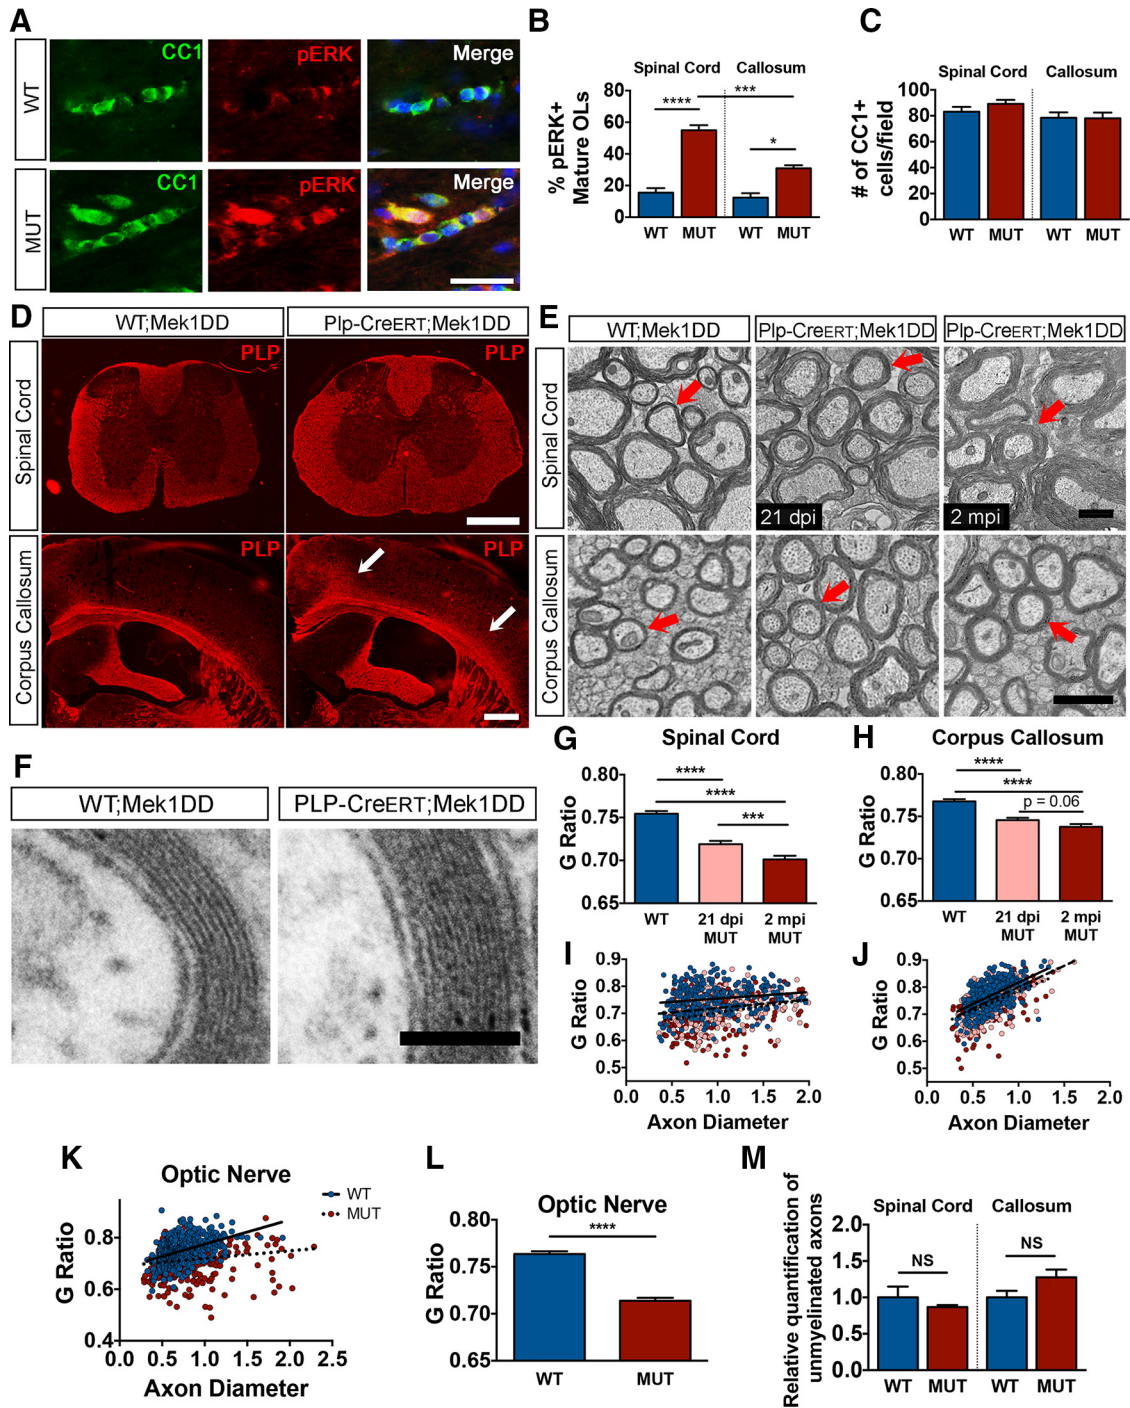 A
WT
CC1
pERK
Merge
MUT
CC1
pERK
Merge
B
Spinal Cord
Callosum
% pERK+
Mature OLs
80
60
40
20
0
****
***
*
WT
MUT
WT
MUT
C
Spinal Cord
Callosum
# of CC1+
cells/field
100
80
60
40
20
0
WT
MUT
WT
MUT
D
WT;Mek1DD
Plp-CreERT;Mek1DD
Spinal Cord
PLP
PLP
Corpus Callosum
PLP
PLP
E
WT;Mek1DD
Plp-CreERT;Mek1DD
Plp-CreERT;Mek1DD
Spinal Cord
21 dpi
2 mpi
Corpus Callosum
F
WT;Mek1DD
PLP-CreERT;Mek1DD
G
Spinal Cord
G Ratio
0.80
0.75
0.70
0.65
****
****
***
WT
21 dpi
MUT
2 mpi
MUT
H
Corpus Callosum
G Ratio
0.80
0.75
0.70
0.65
****
****
p = 0.06
WT
21 dpi
MUT
2 mpi
MUT
I
G Ratio
0.9
0.8
0.7
0.6
0.5
0.0
0.5
1.0
1.5
2.0
Axon Diameter
J
G Ratio
0.9
0.8
0.7
0.6
0.5
0.0
0.5
1.0
1.5
2.0
Axon Diameter
K
Optic Nerve
WT
MUT
G Ratio
0.8
0.6
0.4
0.0
0.5
1.0
1.5
2.0
2.5
Axon Diameter
L
Optic Nerve
G Ratio
0.80
0.75
0.70
0.65
****
WT
MUT
M
Relative quantification of
unmyelinated axons
Spinal Cord
Callosum
2.0
1.5
1.0
0.5
0.0
NS
NS
WT
MUT
WT
MUT